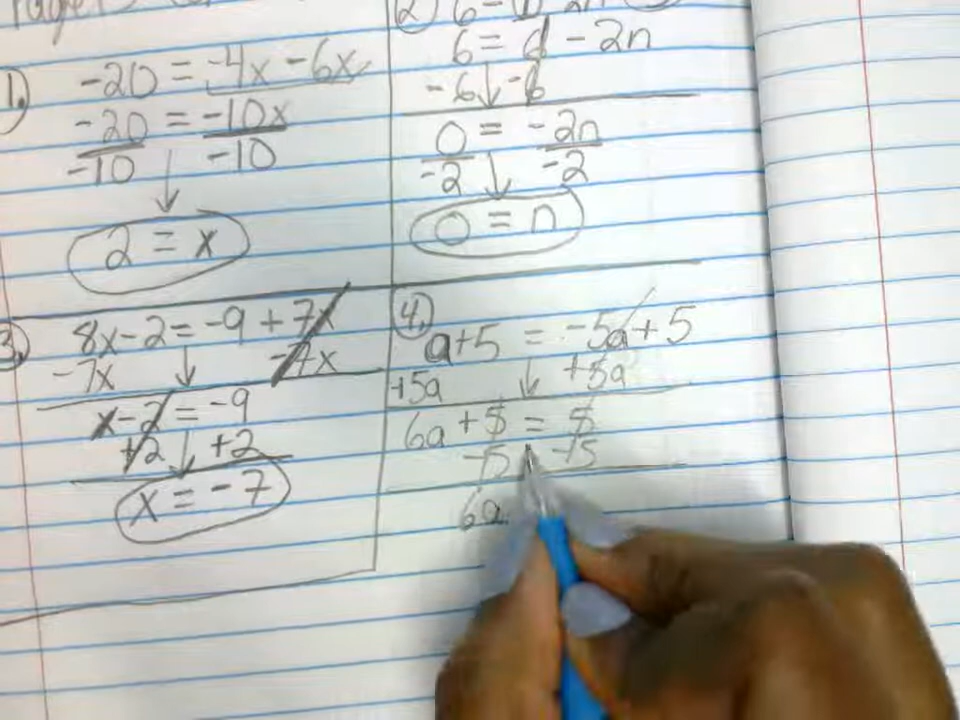 1.
-20 = -4x - 6x
-20 = -10x
-10 -10
2 = x
2)
6 = 6 - 2n
-6 -6
0 = -2n
-2 -2
0 = n
3.
8x-2 = -9 + 7x
-7x -7x
x-2 = -9
+2 +2
x = -7
4.
a+5 = -5a+5
+5a +5a
6a + 5 = 5
-5 -5
6a